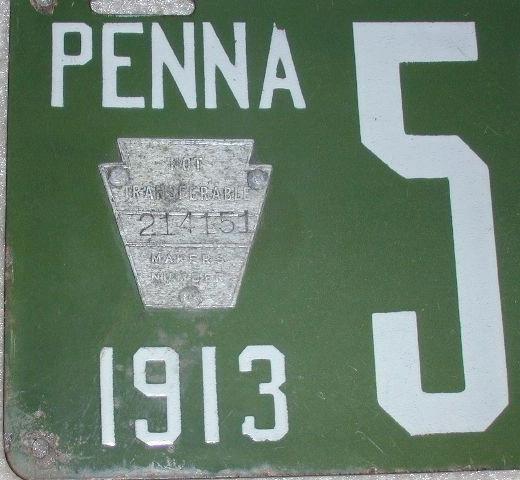 PENNA
5
NOT
TRANSFERABLE
214151
MAKERS
NUMBER
1913